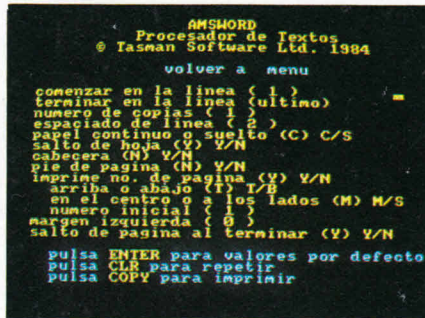 AMSWORD
Procesador de Textos
© Tasman Software Ltd. 1984
volver a menu
comenzar en la linea ( 1 )
terminar en la linea (ultimo)
numero de copias ( 1 )
espaciado de linea ( 2 )
papel continuo o suelto (C) C/S
salto de hoja (Y) Y/N
cabecera (N) Y/N
pie de pagina (N) Y/N
imprime no. de pagina (Y) Y/N
arriba o abajo (T) T/B
en el centro o a los lados (M) M/S
numero inicial ( 1 )
margen izquierda ( 0 )
salto de pagina al terminar (Y) Y/N
pulsa ENTER para valores por defecto
pulsa CLR para repetir
pulsa COPY para imprimir